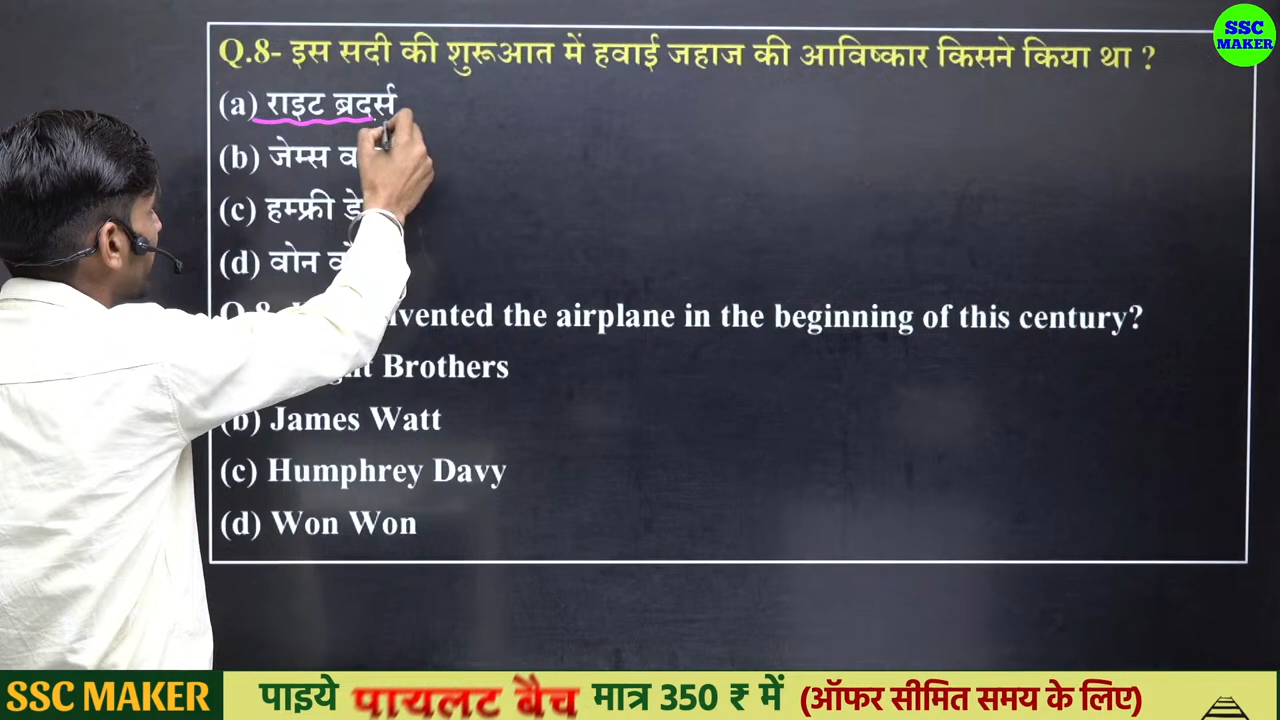 SSC
MAKER
Q.8- इस सदी की शुरूआत में हवाई जहाज की आविष्कार किसने किया था ?
(a) राइट ब्रदर्स
(b) जेम्स
(c) हम्फ्री
(d) वोन
invented the airplane in the beginning of this century?
Brothers
(b) James Watt
(c) Humphrey Davy
(d) Won Won
SSC MAKER पाइये पायलट बैच मात्र 350 ₹ में (ऑफर सीमित समय के लिए)